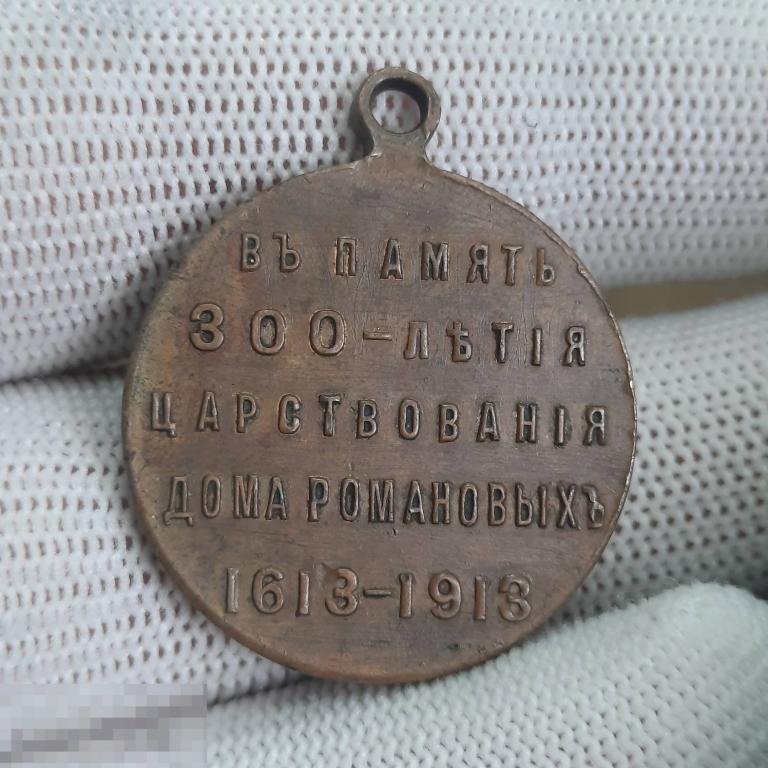 ВЪ ПАМЯТЬ
300-ЛѢТІЯ
ЦАРСТВОВАНІЯ
ДОМА РОМАНОВЫХЪ
1613-1913